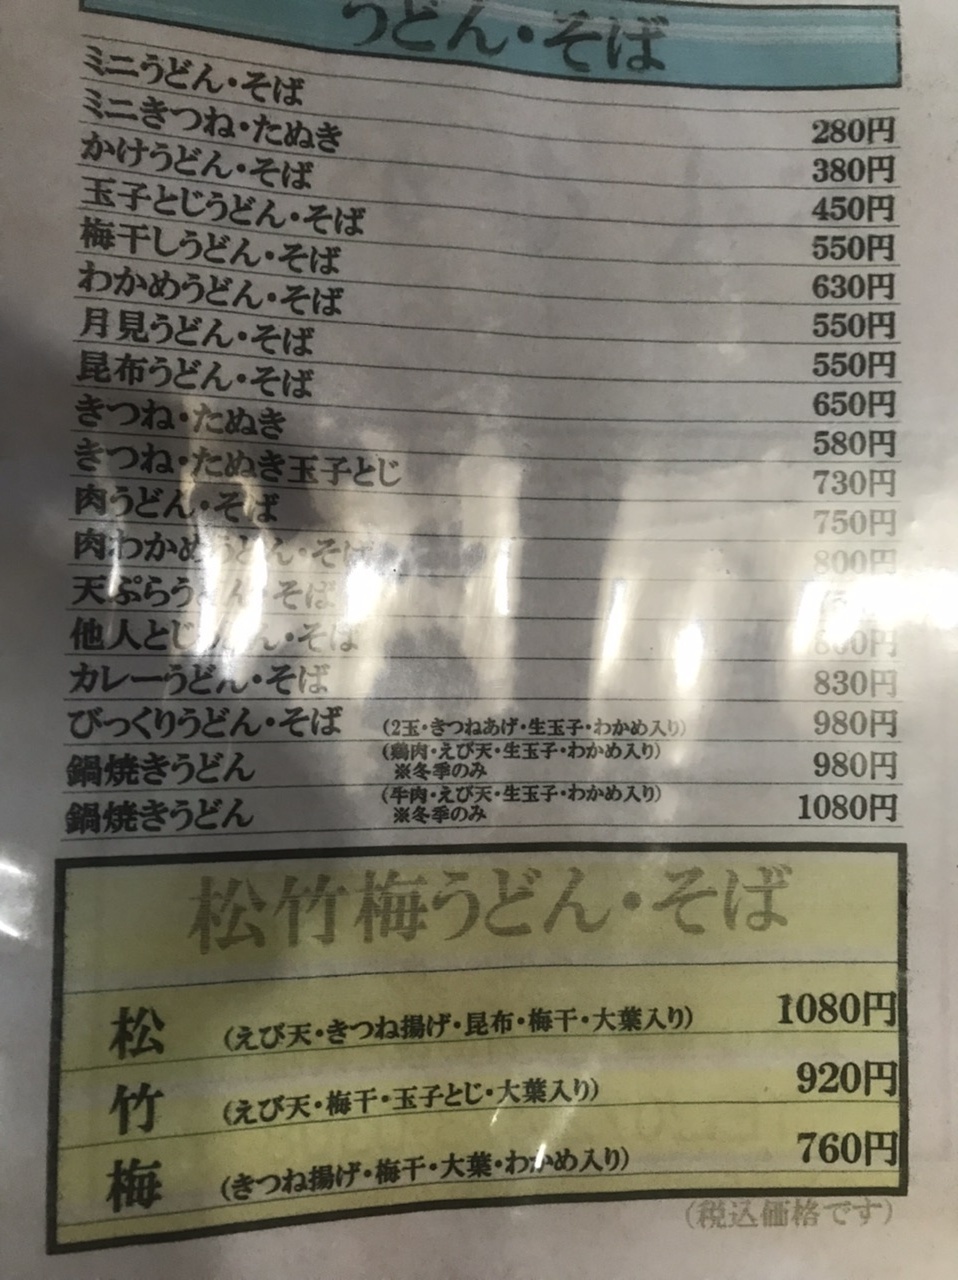 うどん・そば
ミニうどん・そば 280円
ミニきつね・たぬき 380円
かけうどん・そば 450円
玉子とじうどん・そば 550円
梅干しうどん・そば 630円
わかめうどん・そば 550円
月見うどん・そば 550円
昆布うどん・そば 650円
きつね・たぬき 580円
きつね・たぬき玉子とじ 730円
肉うどん・そば 750円
肉わかめうどん・そば 800円
天ぷらうどん・そば
他人とじうどん・そば
カレーうどん・そば 830円
びっくりうどん・そば (2玉・きつねあげ・生玉子・わかめ入り) 980円
鍋焼きうどん (鶏肉・えび天・生玉子・わかめ入り) 980円
※冬季のみ
鍋焼きうどん (牛肉・えび天・生玉子・わかめ入り) 1080円
※冬季のみ
松竹梅うどん・そば
松 (えび天・きつね揚げ・昆布・梅干・大葉入り) 1080円
竹 (えび天・梅干・玉子とじ・大葉入り) 920円
梅 (きつね揚げ・梅干・大葉・わかめ入り) 760円
(税込価格です)